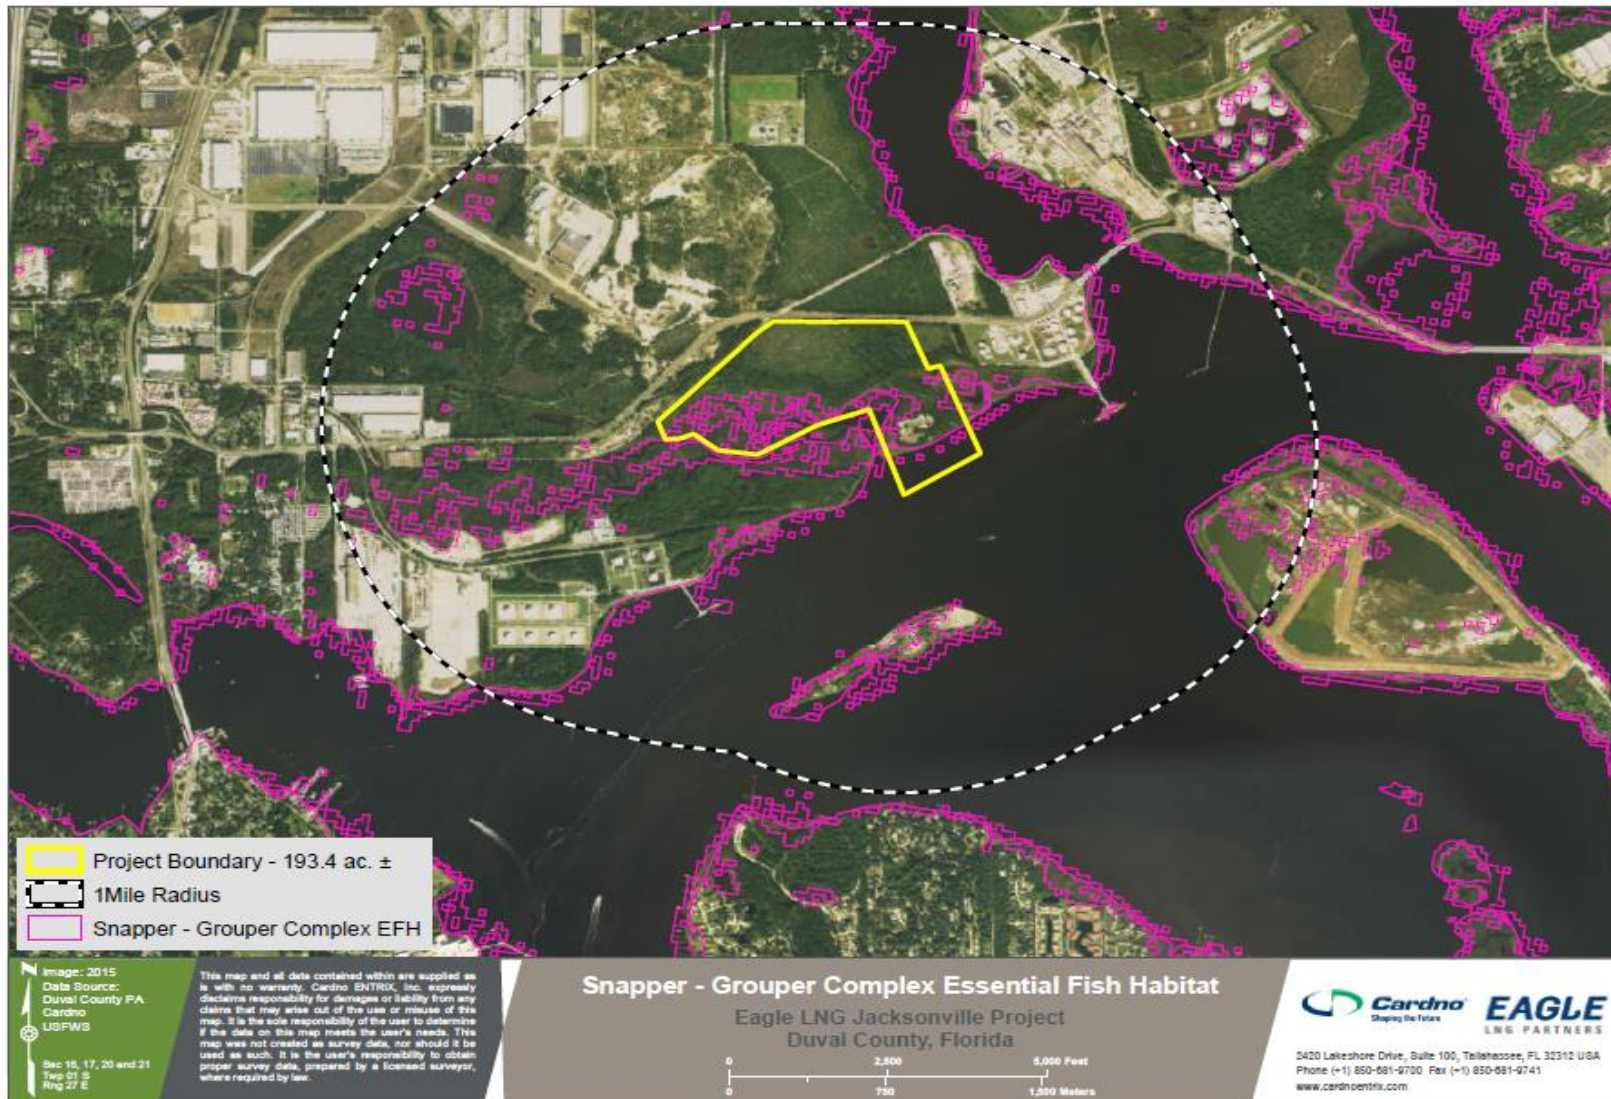 Project Boundary - 193.4 ac. ±
1Mile Radius
Snapper - Grouper Complex EFH
N
Image: 2015
Data Source:
Duval County PA
Cardno
USFWS
Sec 16, 17, 20 and 21
Twp 01 S
Rng 27 E
This map and all data contained within are supplied as
is with no warranty. Cardno ENTRIX, Inc. expressly
disclaims responsibility for damages or liability from any
claims that may arise out of the use or misuse of this
map. It is the sole responsibility of the user to determine
if the data on this map meets the user's needs. This
map was not created as survey data, nor should it be
used as such. It is the user's responsibility to obtain
proper survey data, prepared by a licensed surveyor,
where required by law.
Snapper - Grouper Complex Essential Fish Habitat
Eagle LNG Jacksonville Project
Duval County, Florida
0 2,500 5,000 Feet
0 750 1,500 Meters
Cardno
Shaping the Future
EAGLE
LNG PARTNERS
2420 Lakeshore Drive, Suite 100, Tallahassee, FL 32312 USA
Phone (+1) 850-681-9700 Fax (+1) 850-681-9741
www.cardnoentrix.com